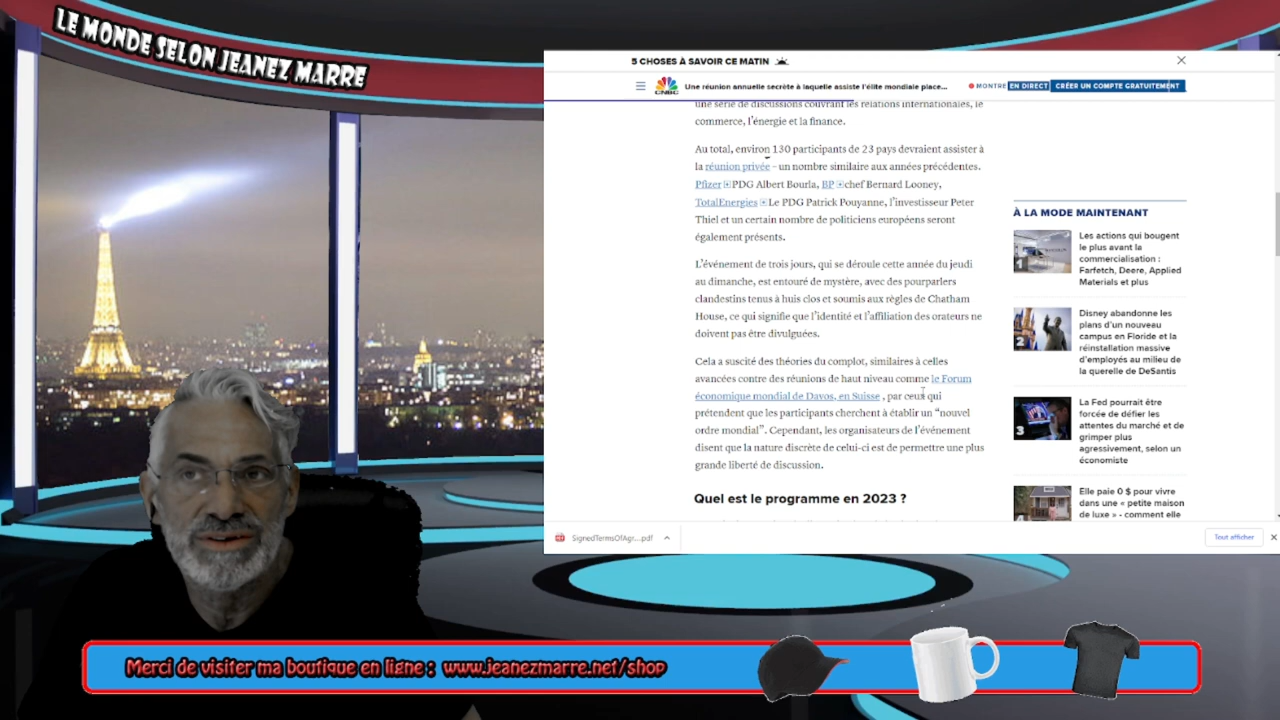 LE MONDE SELON JEANEZ MARRE
5 CHOSES À SAVOIR CE MATIN
CNBC
Une réunion annuelle secrète à laquelle assiste l'élite mondiale place...
MONTRE EN DIRECT
CRÉER UN COMPTE GRATUITEMENT
une série de discussions couvrant les relations internationales, le
commerce, l'énergie et la finance.
Au total, environ 130 participants de 23 pays devraient assister à
la réunion privée – un nombre similaire aux années précédentes.
Pfizer PDG Albert Bourla, BP chef Bernard Looney,
TotalEnergies Le PDG Patrick Pouyanne, l'investisseur Peter
Thiel et un certain nombre de politiciens européens seront
également présents.
L'événement de trois jours, qui se déroule cette année du jeudi
au dimanche, est entouré de mystère, avec des pourparlers
clandestins tenus à huis clos et soumis aux règles de Chatham
House, ce qui signifie que l'identité et l'affiliation des orateurs ne
doivent pas être divulguées.
Cela a suscité des théories du complot, similaires à celles
avancées contre des réunions de haut niveau comme le Forum
économique mondial de Davos, en Suisse , par ceux qui
prétendent que les participants cherchent à établir un “nouvel
ordre mondial”. Cependant, les organisateurs de l'événement
disent que la nature discrète de celui-ci est de permettre une plus
grande liberté de discussion.
Quel est le programme en 2023 ?
À LA MODE MAINTENANT
1
Les actions qui bougent
le plus avant la
commercialisation :
Farfetch, Deere, Applied
Materials et plus
2
Disney abandonne les
plans d'un nouveau
campus en Floride et la
réinstallation massive
d'employés au milieu de
la querelle de DeSantis
3
La Fed pourrait être
forcée de défier les
attentes du marché et de
grimper plus
agressivement, selon un
économiste
Elle paie 0 $ pour vivre
dans une « petite maison
de luxe » - comment elle
SignedTermsOfAgr....pdf
Tout afficher
Merci de visiter ma boutique en ligne : www.jeanezmarre.net/shop